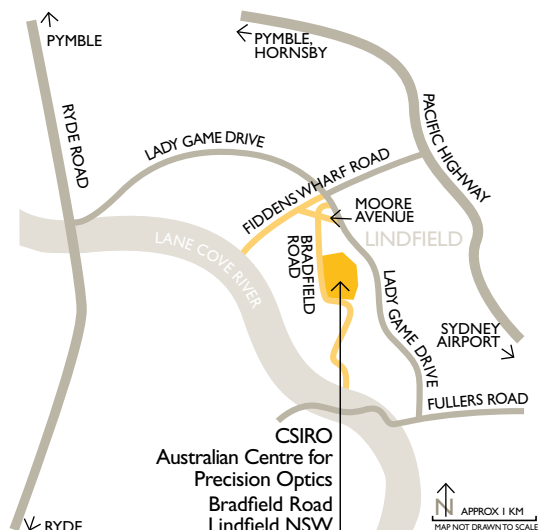 PYMBLE
PYMBLE,
HORNSBY
RYDE ROAD
LADY GAME DRIVE
PACIFIC HIGHWAY
FIDDENS WHARF ROAD
MOORE
AVENUE
LINDFIELD
LANE COVE RIVER
BRADFIELD
ROAD
LADY GAME DRIVE
SYDNEY
AIRPORT
FULLERS ROAD
CSIRO
Australian Centre for
Precision Optics
Bradfield Road
Lindfield NSW
RYDE
N
APPROX 1 KM
MAP NOT DRAWN TO SCALE